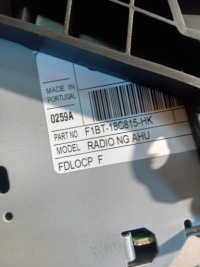 MADE IN
PORTUGAL
0259A
PART NO. F1BT-18C815-HK
MODEL RADIO NG AHU
FDLOCP F